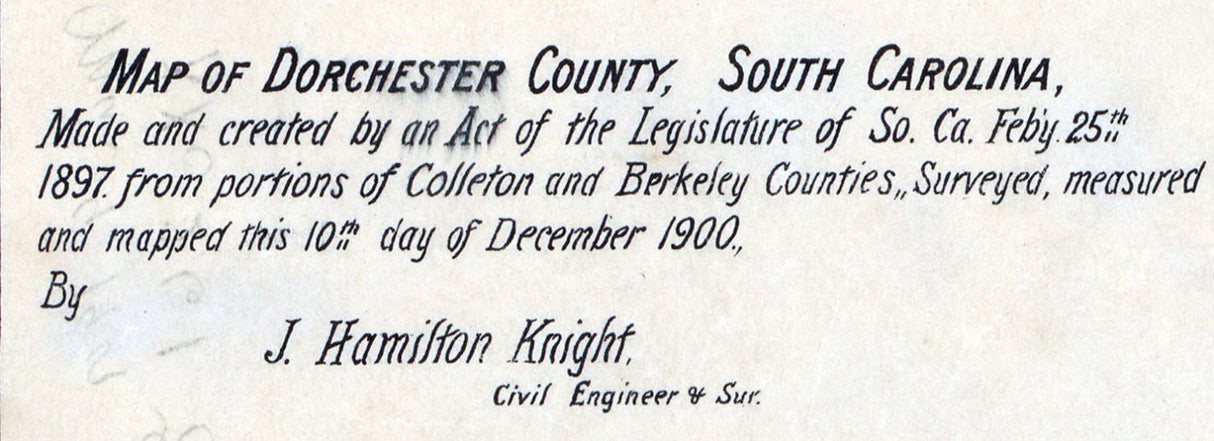 MAP OF DORCHESTER COUNTY, SOUTH CAROLINA,
Made and created by an Act of the Legislature of So. Ca. Feb'y. 25th
1897. from portions of Colleton and Berkeley Counties,, Surveyed, measured
and mapped this 10th day of December 1900.,
By
J. Hamilton Knight,
Civil Engineer & Sur.